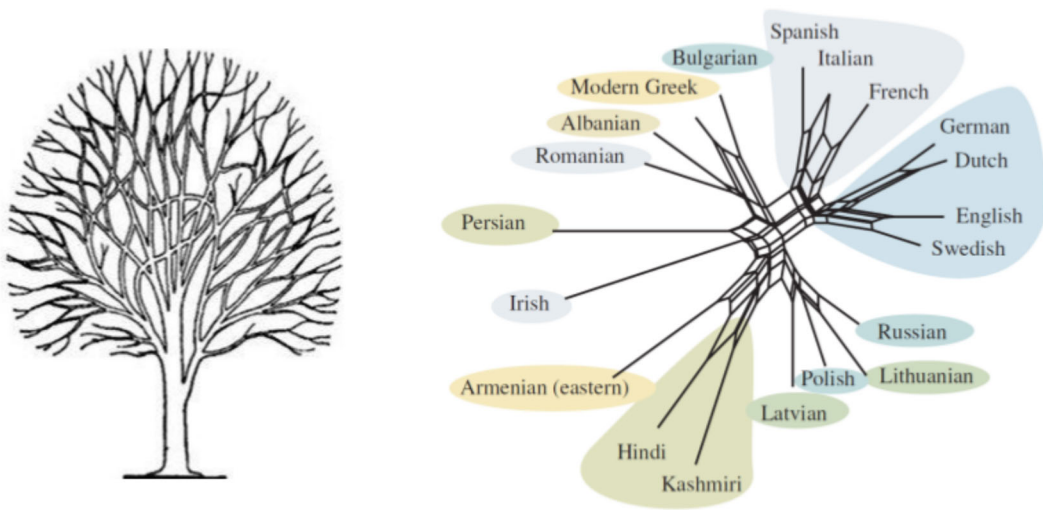 Spanish
Bulgarian
Italian
Modern Greek
French
Albanian
German
Romanian
Dutch
Persian
English
Swedish
Irish
Russian
Armenian (eastern)
Polish
Lithuanian
Latvian
Hindi
Kashmiri